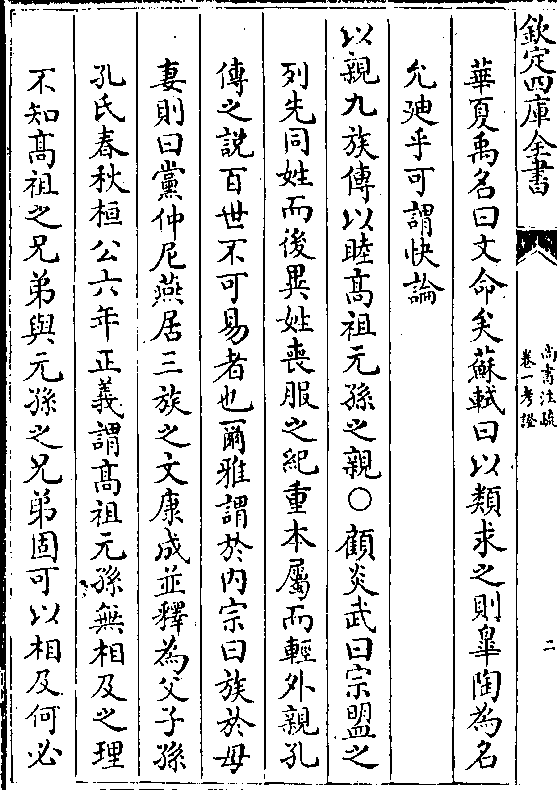 欽定四庫全書
尚書注疏
卷一考證
二
華夏禹名曰文命矣蘇軾曰以類求之則臯陶為名
允廸乎可謂快論
以親九族傳以睦髙祖元孫之親○顧炎武曰宗盟之
列先同姓而後異姓喪服之紀重本屬而輕外親孔
傳之說百世不可易者也爾雅謂於内宗曰族於母
妻則曰黨仲尼燕居三族之文康成並釋為父子孫
孔氏春秋桓公六年正義謂髙祖元孫無相及之理
不知髙祖之兄弟與元孫之兄弟固可以相及何必